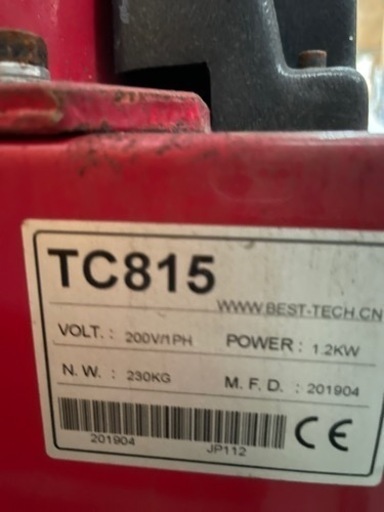 TC815
WWW.BEST-TECH.CN
VOLT. : 200V/1PH POWER : 1.2KW
N. W. : 230KG M. F. D. : 201904
201904 JP112 CE